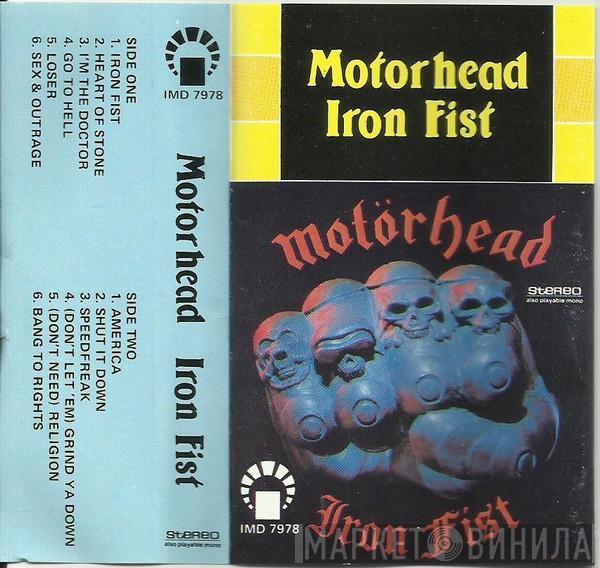 SIDE ONE
1. IRON FIST
2. HEART OF STONE
3. I'M THE DOCTOR
4. GO TO HELL
5. LOSER
6. SEX & OUTRAGE
SIDE TWO
1. AMERICA
2. SHUT IT DOWN
3. SPEEDFREAK
4. (DON'T LET 'EM) GRIND YA DOWN
5. (DON'T NEED) RELIGION
6. BANG TO RIGHTS
IMD 7978
Motorhead Iron Fist
stereo
also playable mono
Motorhead
Iron Fist
motörhead
stereo
also playable mono
IMD 7978
Iron Fist
МАРКЕТ ВИНИЛА